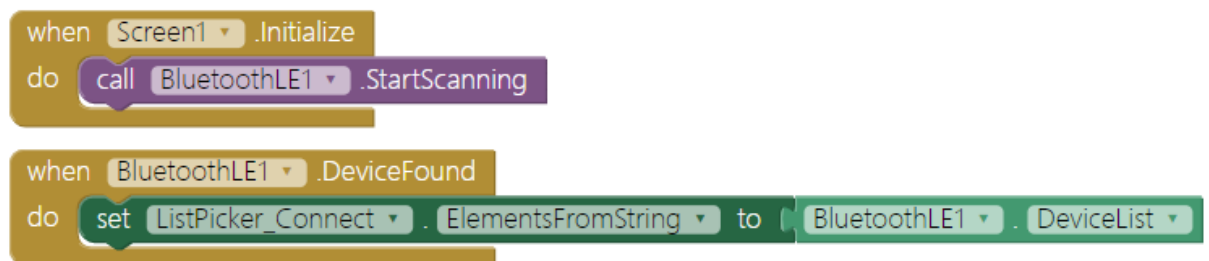 when Screen1 .Initialize
do call BluetoothLE1 .StartScanning
when BluetoothLE1 .DeviceFound
do set ListPicker_Connect . ElementsFromString to BluetoothLE1 . DeviceList